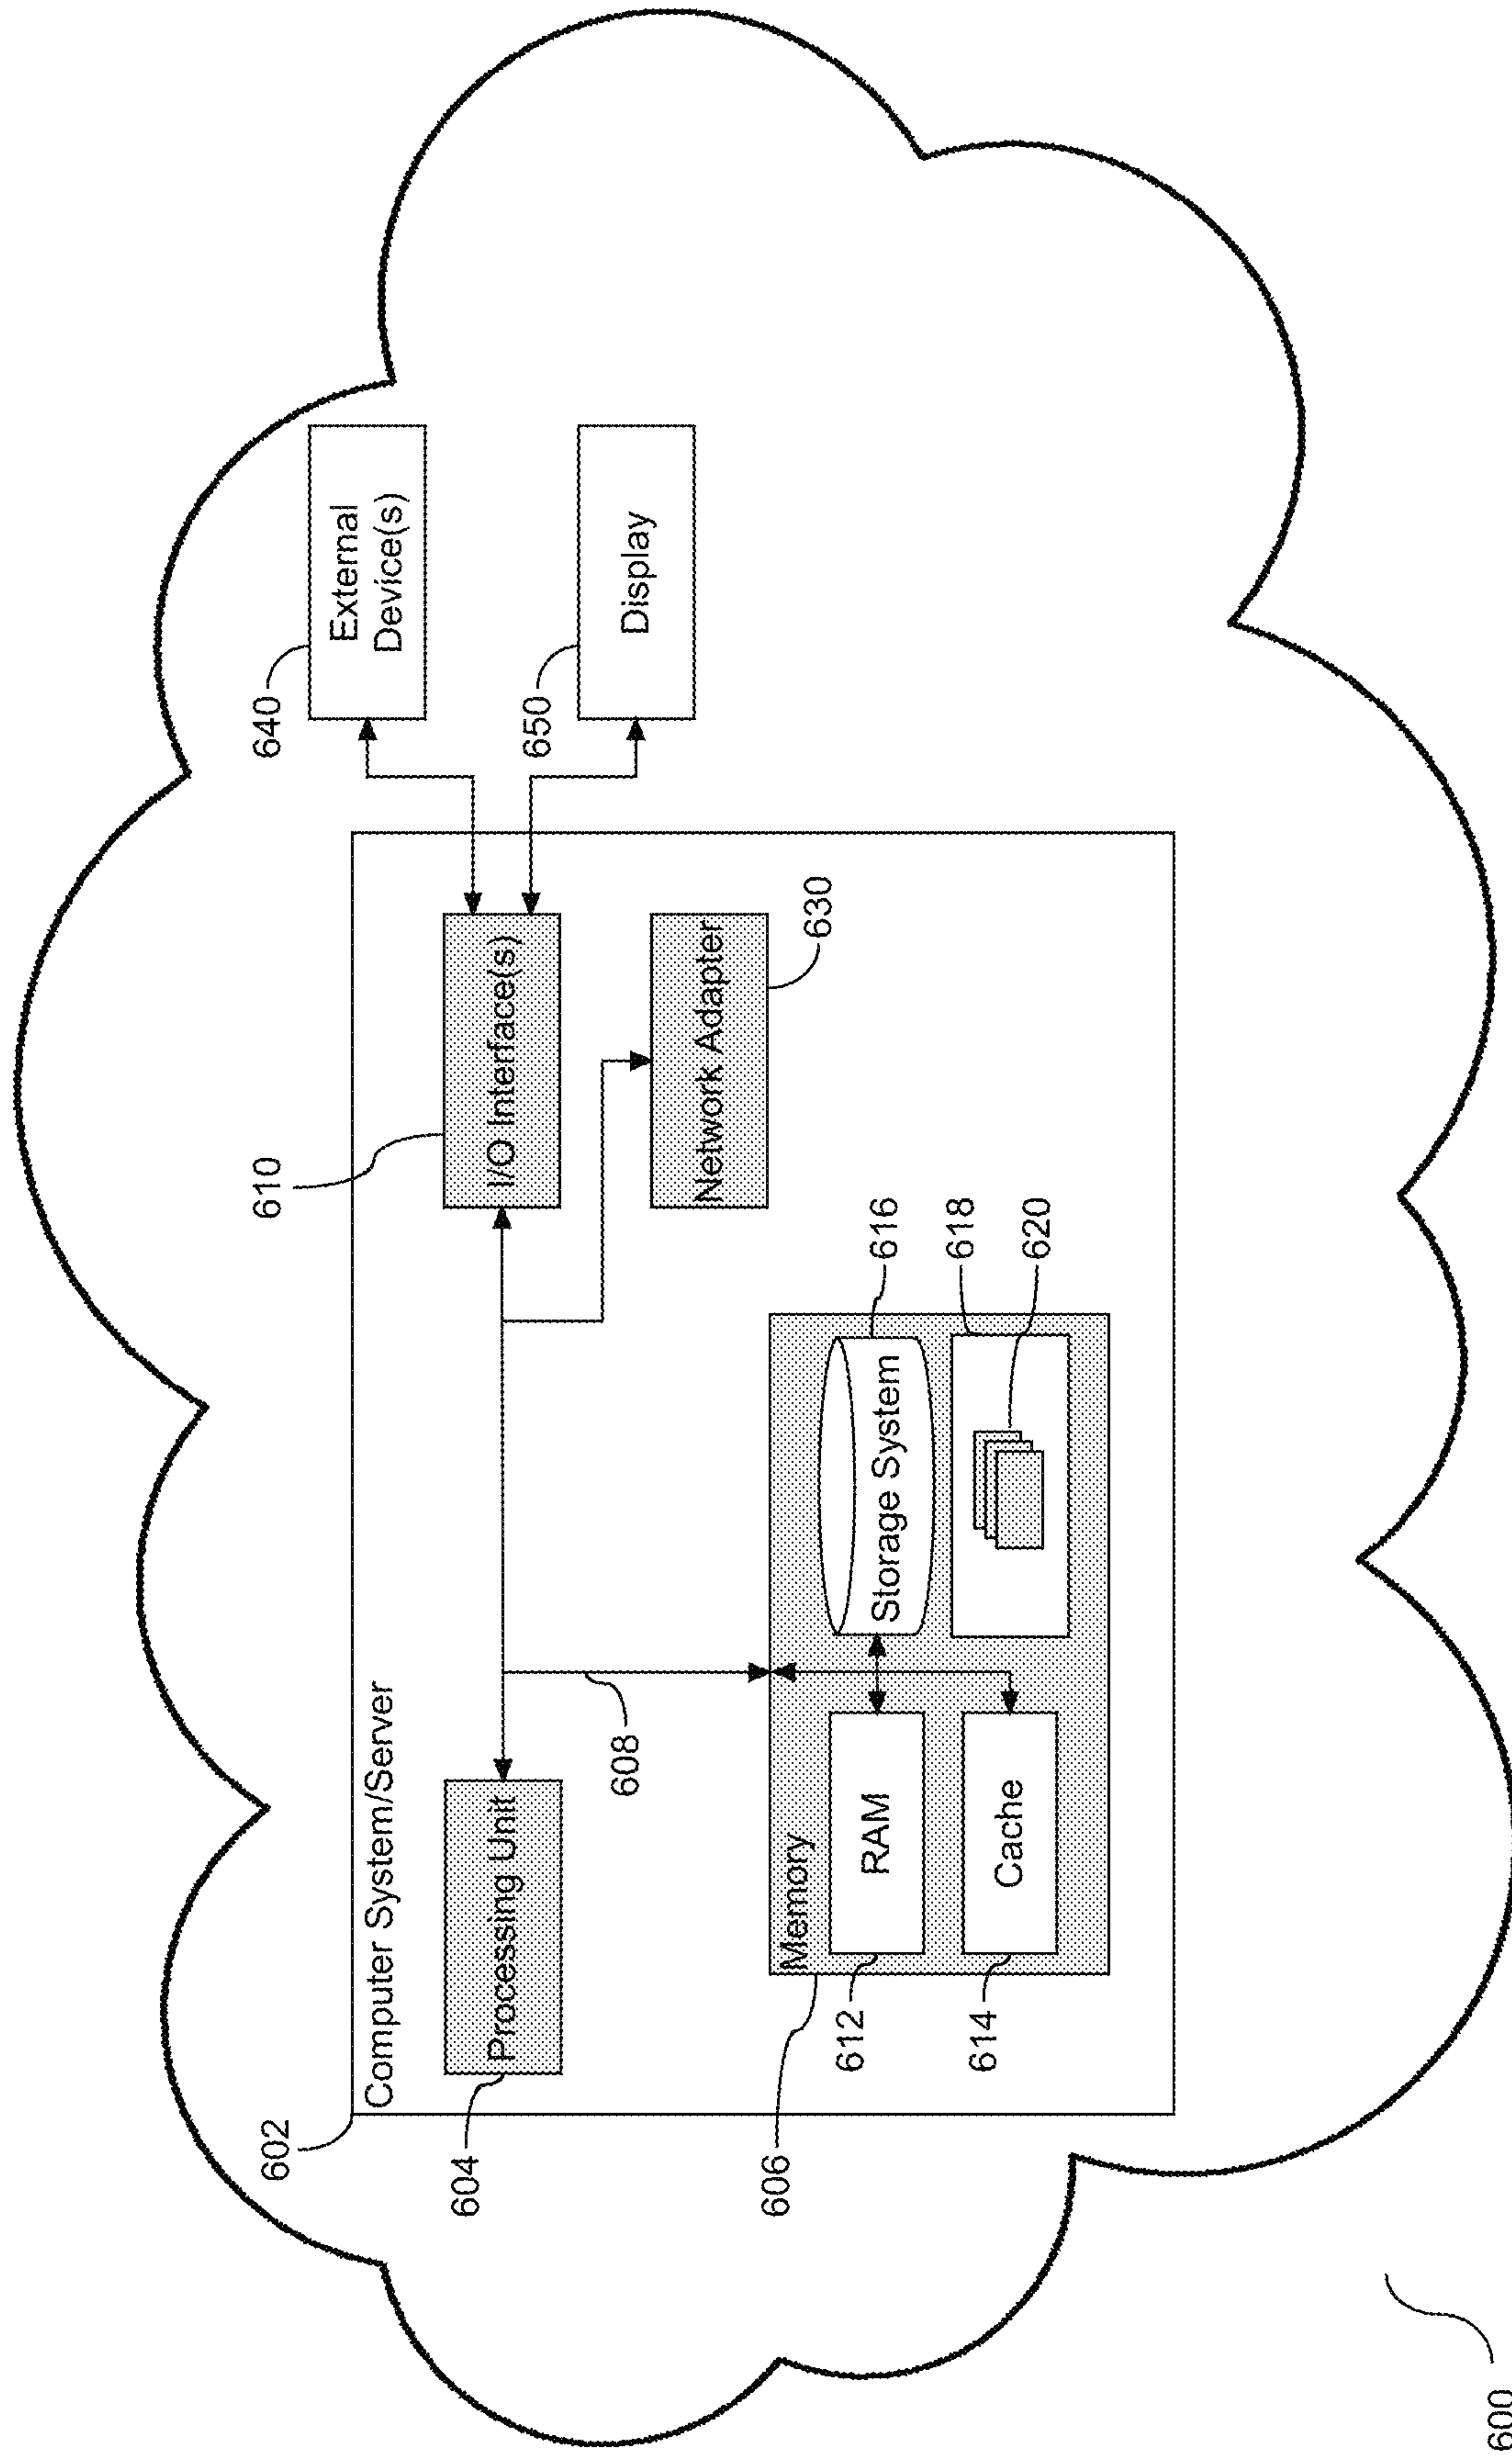 602
Computer System/Server
604
Processing Unit
608
610
I/O Interface(s)
640
External
Device(s)
650
Display
Network Adapter
630
606
Memory
612
RAM
614
Cache
Storage System
616
618
620
600